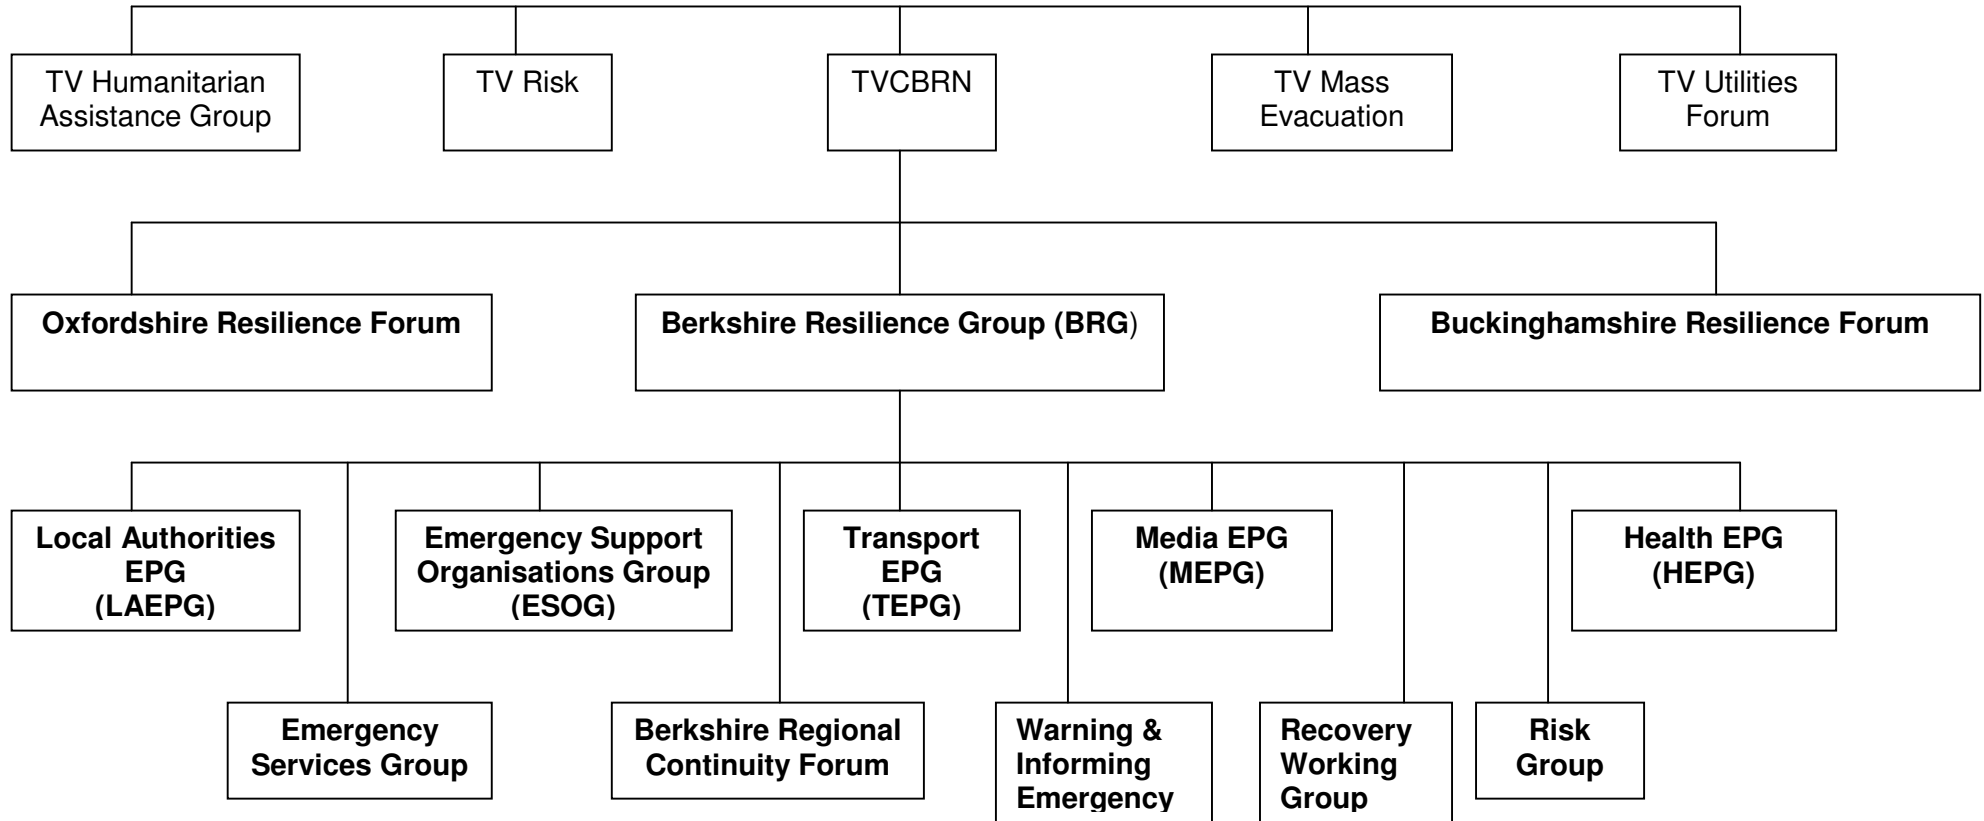 TV Humanitarian
Assistance Group
TV Risk
TVCBRN
TV Mass
Evacuation
TV Utilities
Forum
Oxfordshire Resilience Forum
Berkshire Resilience Group (BRG)
Buckinghamshire Resilience Forum
Local Authorities
EPG
(LAEPG)
Emergency Support
Organisations Group
(ESOG)
Transport
EPG
(TEPG)
Media EPG
(MEPG)
Health EPG
(HEPG)
Emergency
Services Group
Berkshire Regional
Continuity Forum
Warning &
Informing
Emergency
Recovery
Working
Group
Risk
Group